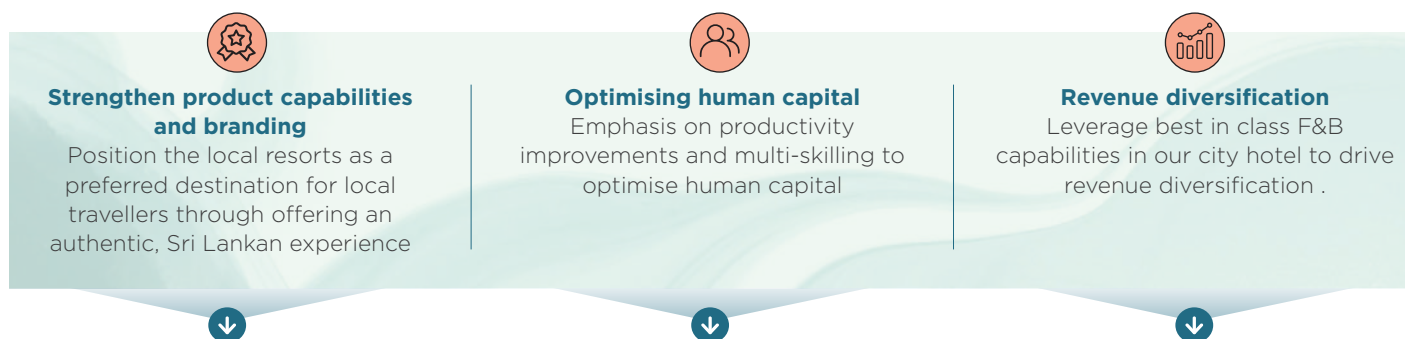 Strengthen product capabilities
and branding
Position the local resorts as a
preferred destination for local
travellers through offering an
authentic, Sri Lankan experience
Optimising human capital
Emphasis on productivity
improvements and multi-skilling to
optimise human capital
Revenue diversification
Leverage best in class F&B
capabilities in our city hotel to drive
revenue diversification .